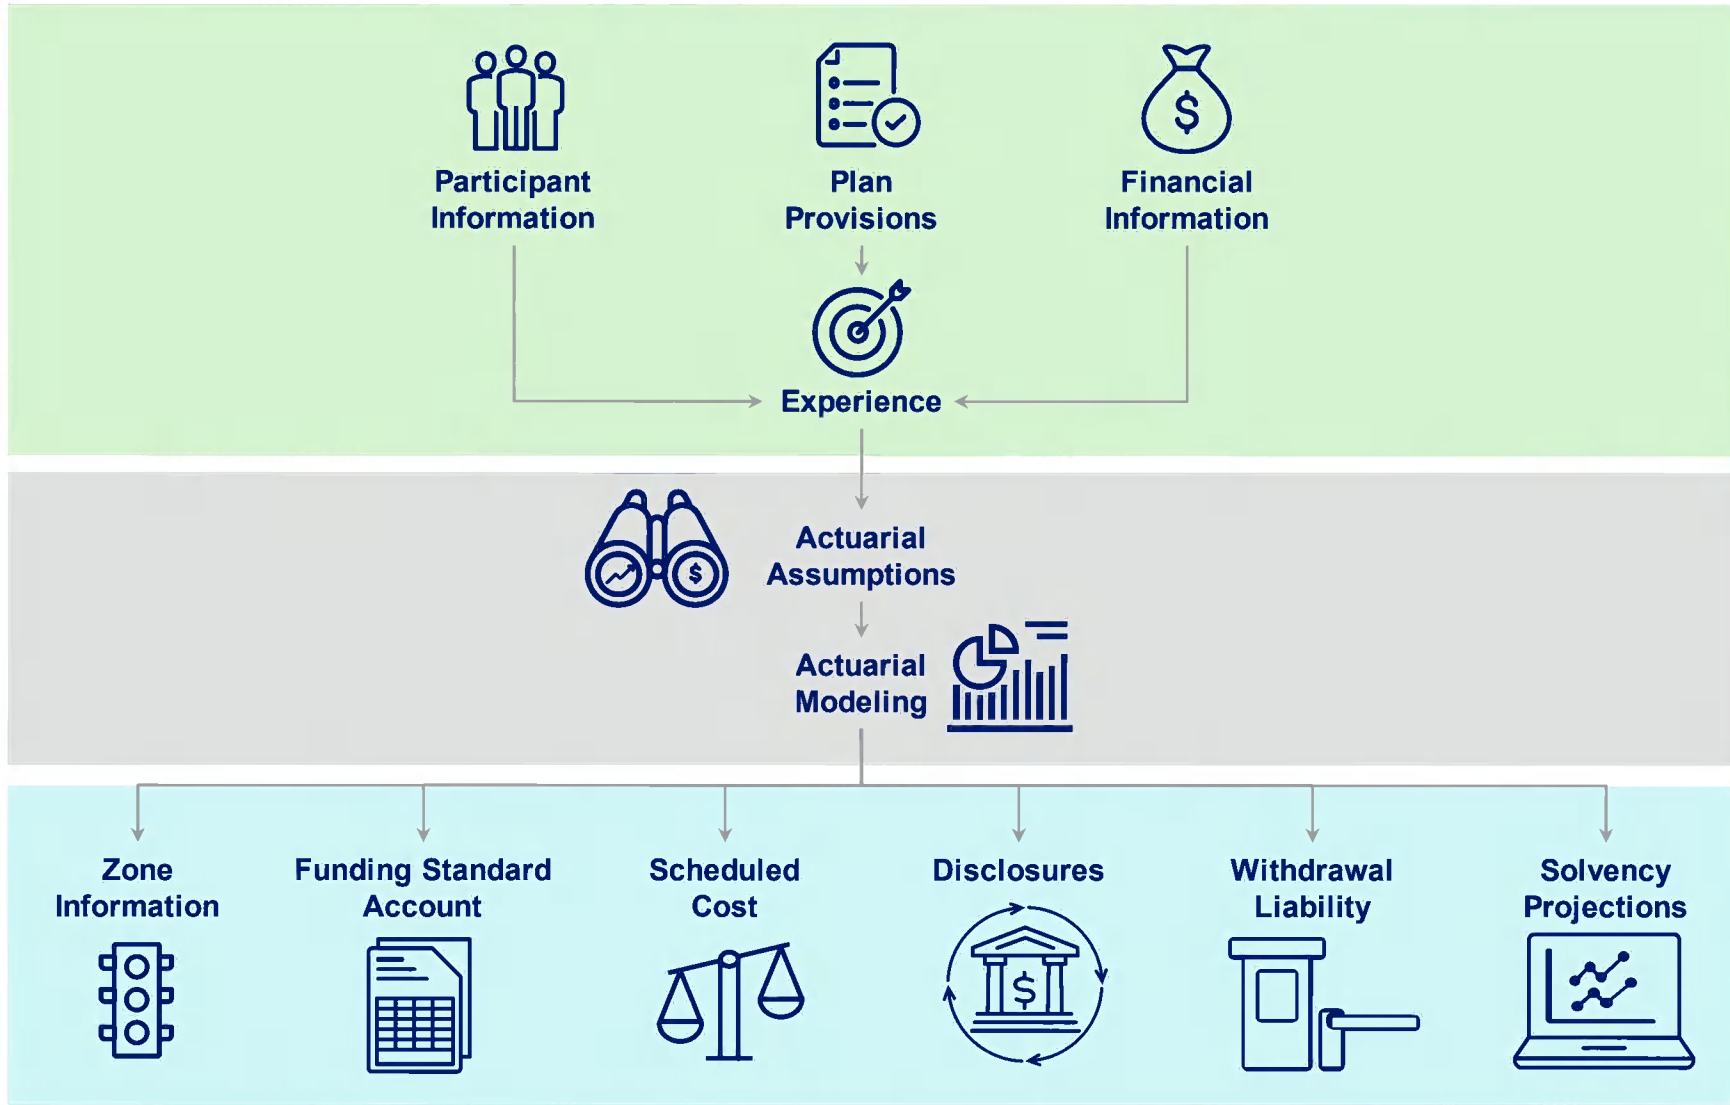 $
Participant
Information
Plan
Provisions
Financial
Information
Experience
$
Actuarial
Assumptions
Actuarial
Modeling
Zone
Information
Funding Standard
Account
Scheduled
Cost
Disclosures
Withdrawal
Liability
Solvency
Projections
$